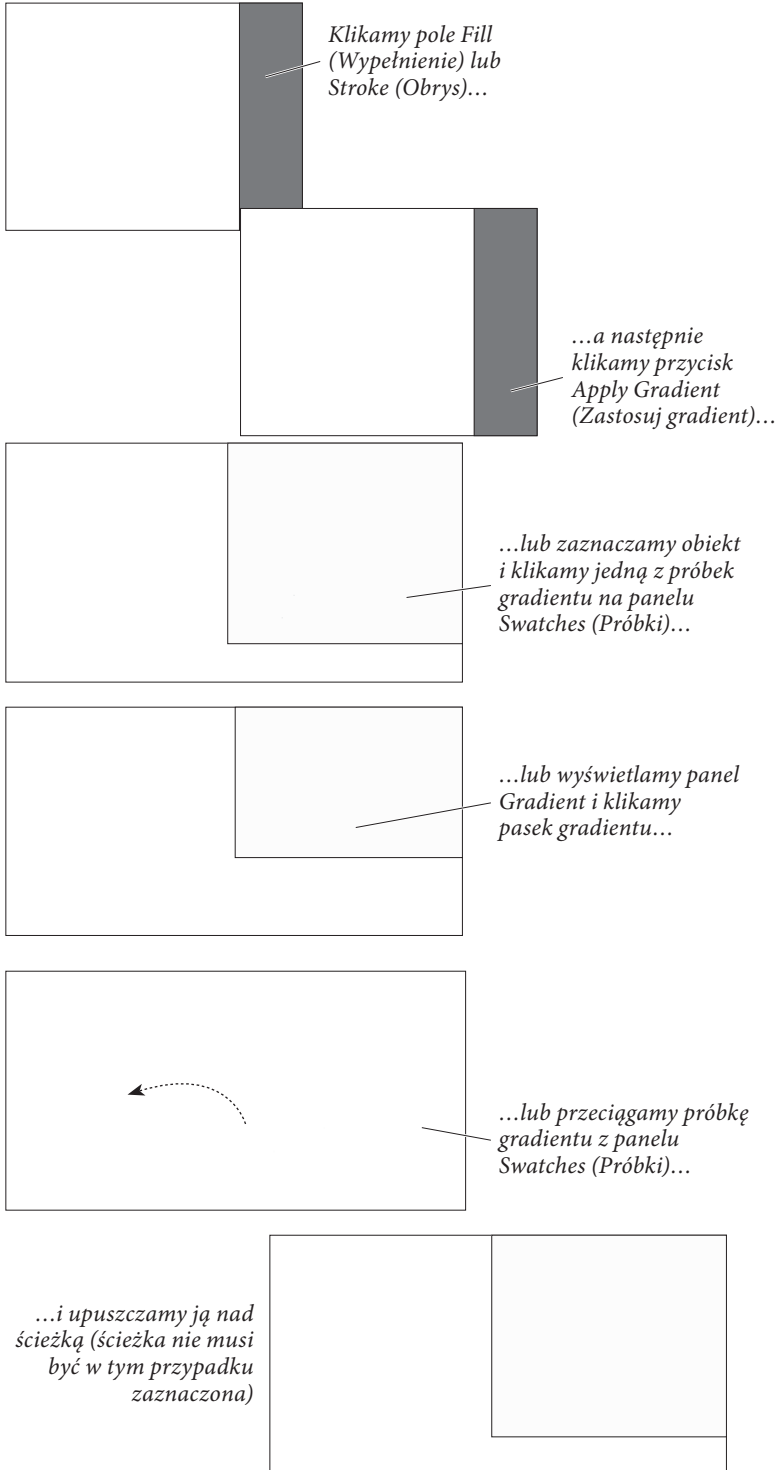 Klikamy pole Fill
(Wypełnienie) lub
Stroke (Obrys)…
…a następnie
klikamy przycisk
Apply Gradient
(Zastosuj gradient)…
…lub zaznaczamy obiekt
i klikamy jedną z próbek
gradientu na panelu
Swatches (Próbki)…
…lub wyświetlamy panel
Gradient i klikamy
pasek gradientu…
…lub przeciągamy próbkę
gradientu z panelu
Swatches (Próbki)…
…i upuszczamy ją nad
ścieżką (ścieżka nie musi
być w tym przypadku
zaznaczona)